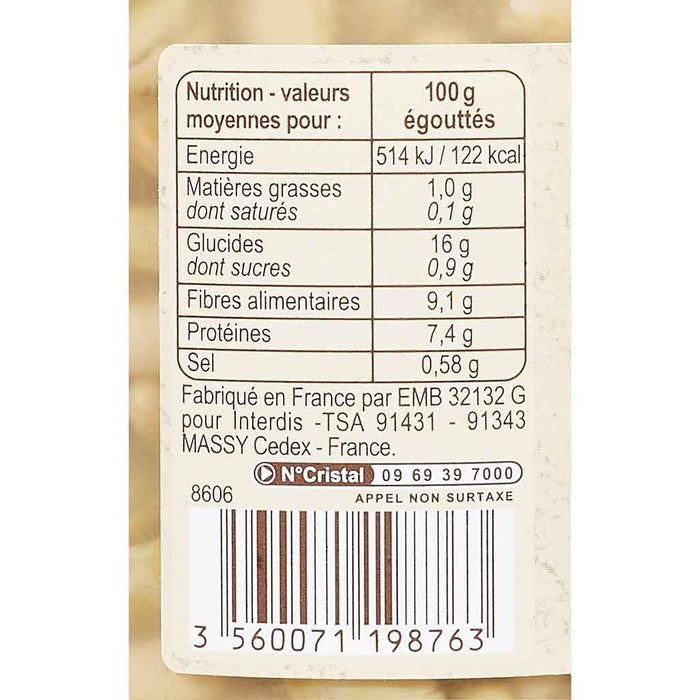 Nutrition - valeurs moyennes pour :
100 g égouttés
Energie 514 kJ / 122 kcal
Matières grasses 1,0 g
dont saturés 0,1 g
Glucides 16 g
dont sucres 0,9 g
Fibres alimentaires 9,1 g
Protéines 7,4 g
Sel 0,58 g
Fabriqué en France par EMB 32132 G
pour Interdis -TSA 91431 - 91343
MASSY Cedex - France.
N°Cristal 09 69 39 7000
APPEL NON SURTAXE
8606
3 560071 198763